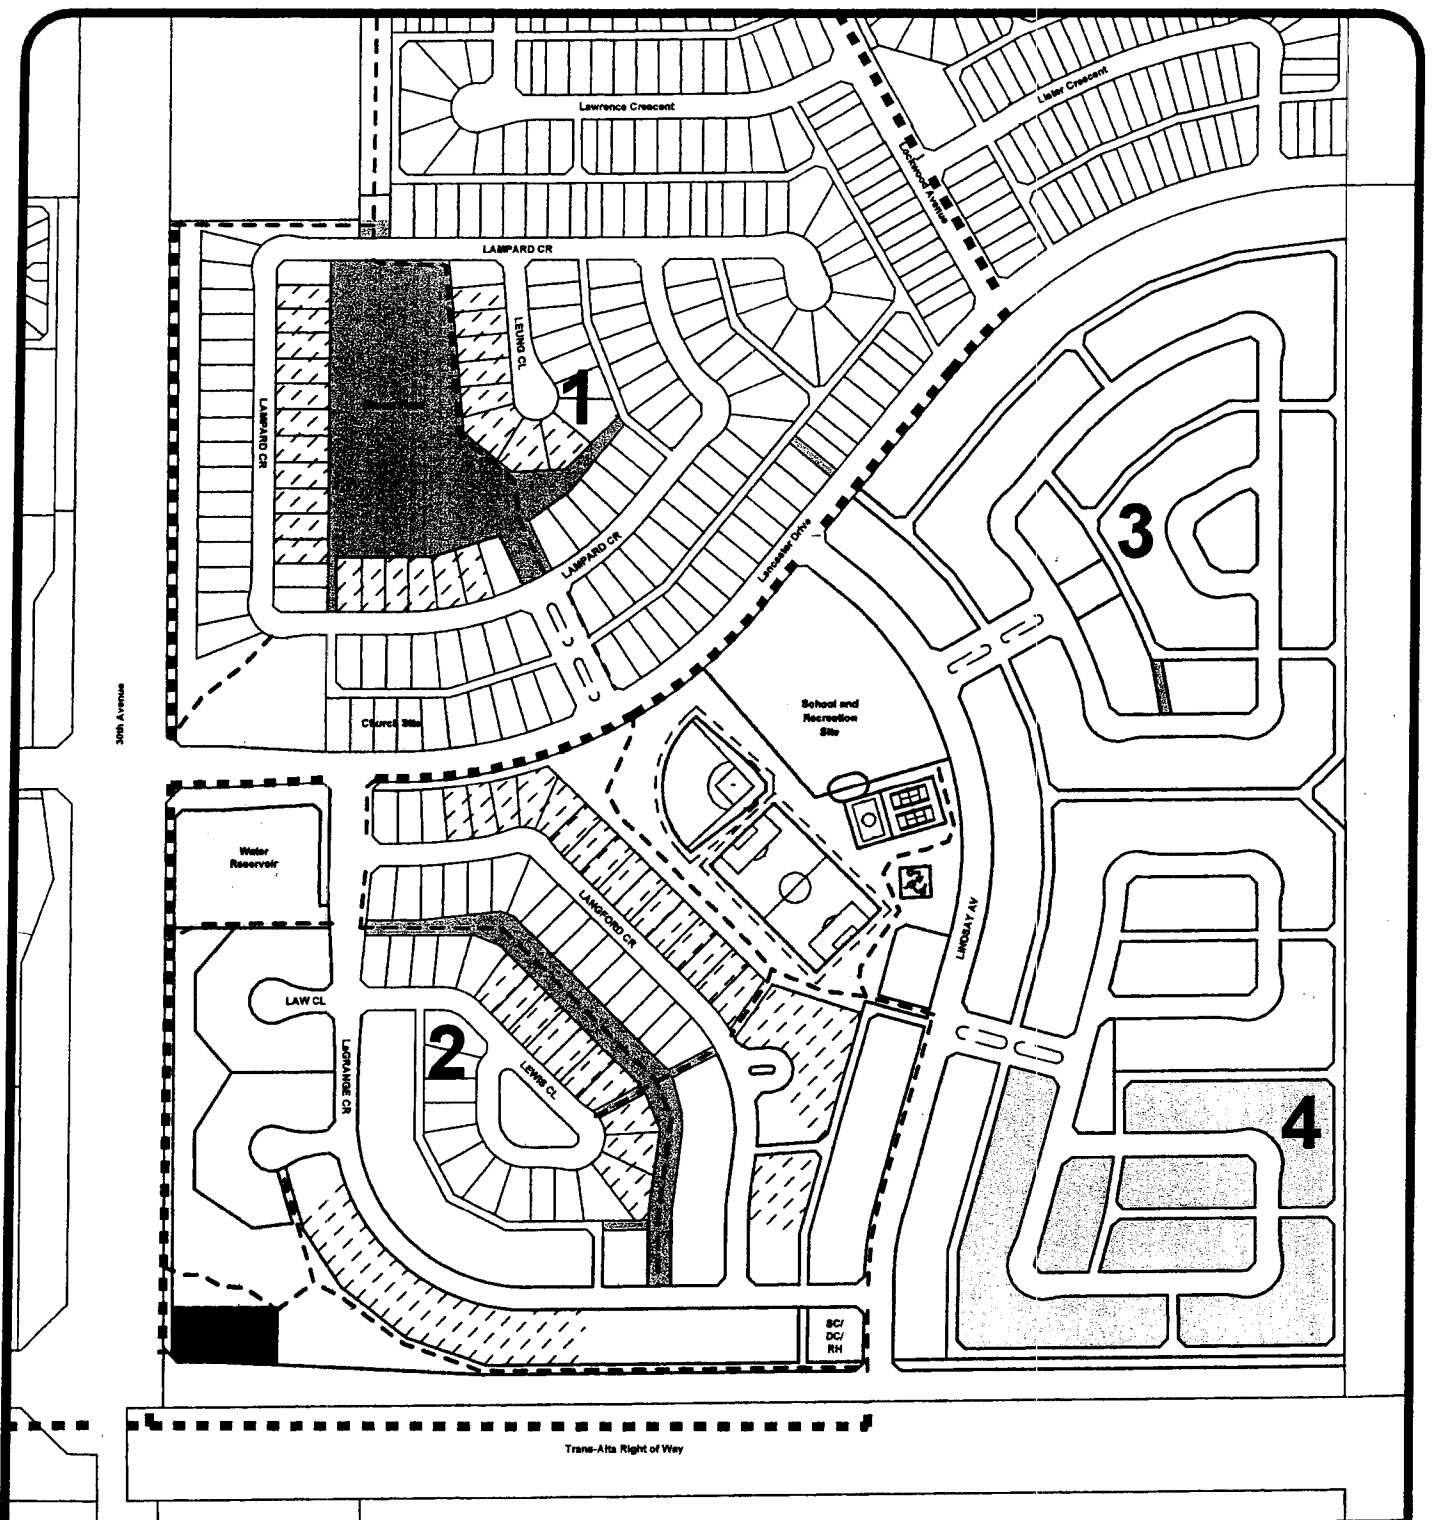 Lawrence Crescent
Lister Crescent
Lockwood Avenue
LAMPARD CR
LEUNG CL
1
LAMPARD CR
LAMPARD CR
Lancaster Drive
3
30th Avenue
Church Site
School and
Recreation
Site
Water
Reservoir
LANGFORD CR
LINDSAY AV
LAW CL
2
LaGRANGE CR
LEWIS CL
4
SC/
DC/
RH
Trans-Alta Right of Way